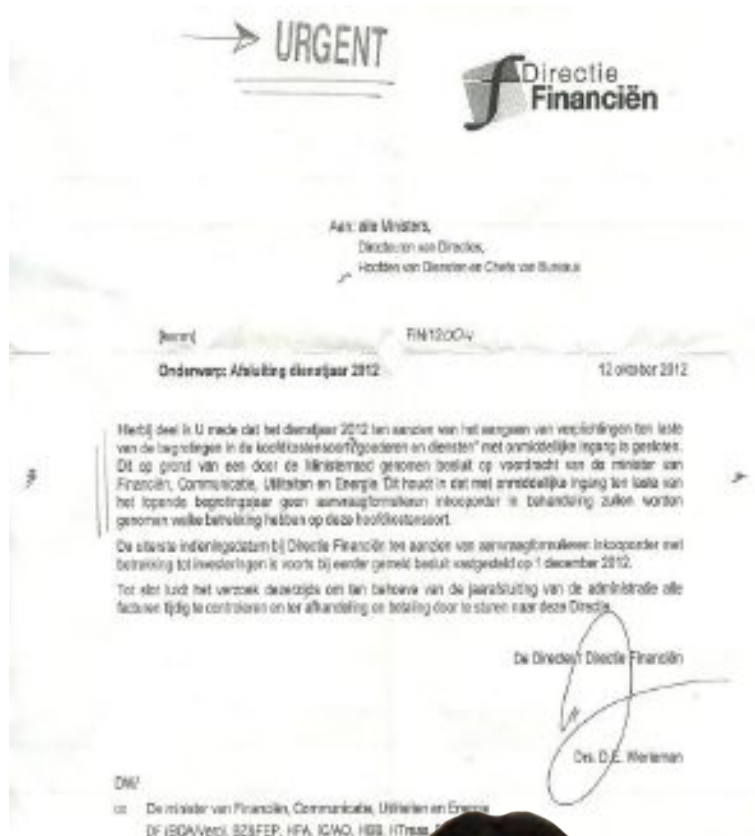 URGENT
Directie
Financiën
Aan: alle Ministers,
Directeuren van Directies,
Hoofden van Diensten en Chefs van Bureaus
FIN/12
Onderwerp: Afsluiting dienstjaar 2012
12 oktober 2012
Hierbij deel ik U mede dat het dienstjaar 2012 ten aanzien van het aangaan van verplichtingen ten laste
van de begrotingen in de hoofdkostensoort "goederen en diensten" met onmiddellijke ingang is gesloten.
Dit op grond van een door de Ministerraad genomen besluit op voordracht van de minister van
Financiën, Communicatie, Utiliteiten en Energie. Dit houdt in dat met onmiddellijke ingang ten laste van
het lopende begrotingsjaar geen aanvraagformulieren inkooporder in behandeling zullen worden
genomen welke betrekking hebben op deze hoofdkostensoort.
De uiterste indieningsdatum bij Directie Financiën ten aanzien van aanvraagformulieren inkooporder met
betrekking tot investeringen is voorts bij eerder gemeld besluit vastgesteld op 1 december 2012.
Tot slot luidt het verzoek dezerzijds om ten behoeve van de jaarafsluiting van de administratie alle
facturen tijdig te controleren en ter afhandeling en betaling door te sturen naar deze Directie.
De Directeur Directie Financiën
Drs. D.E. Werleman
DW/
cc De minister van Financiën, Communicatie, Utiliteiten en Energie